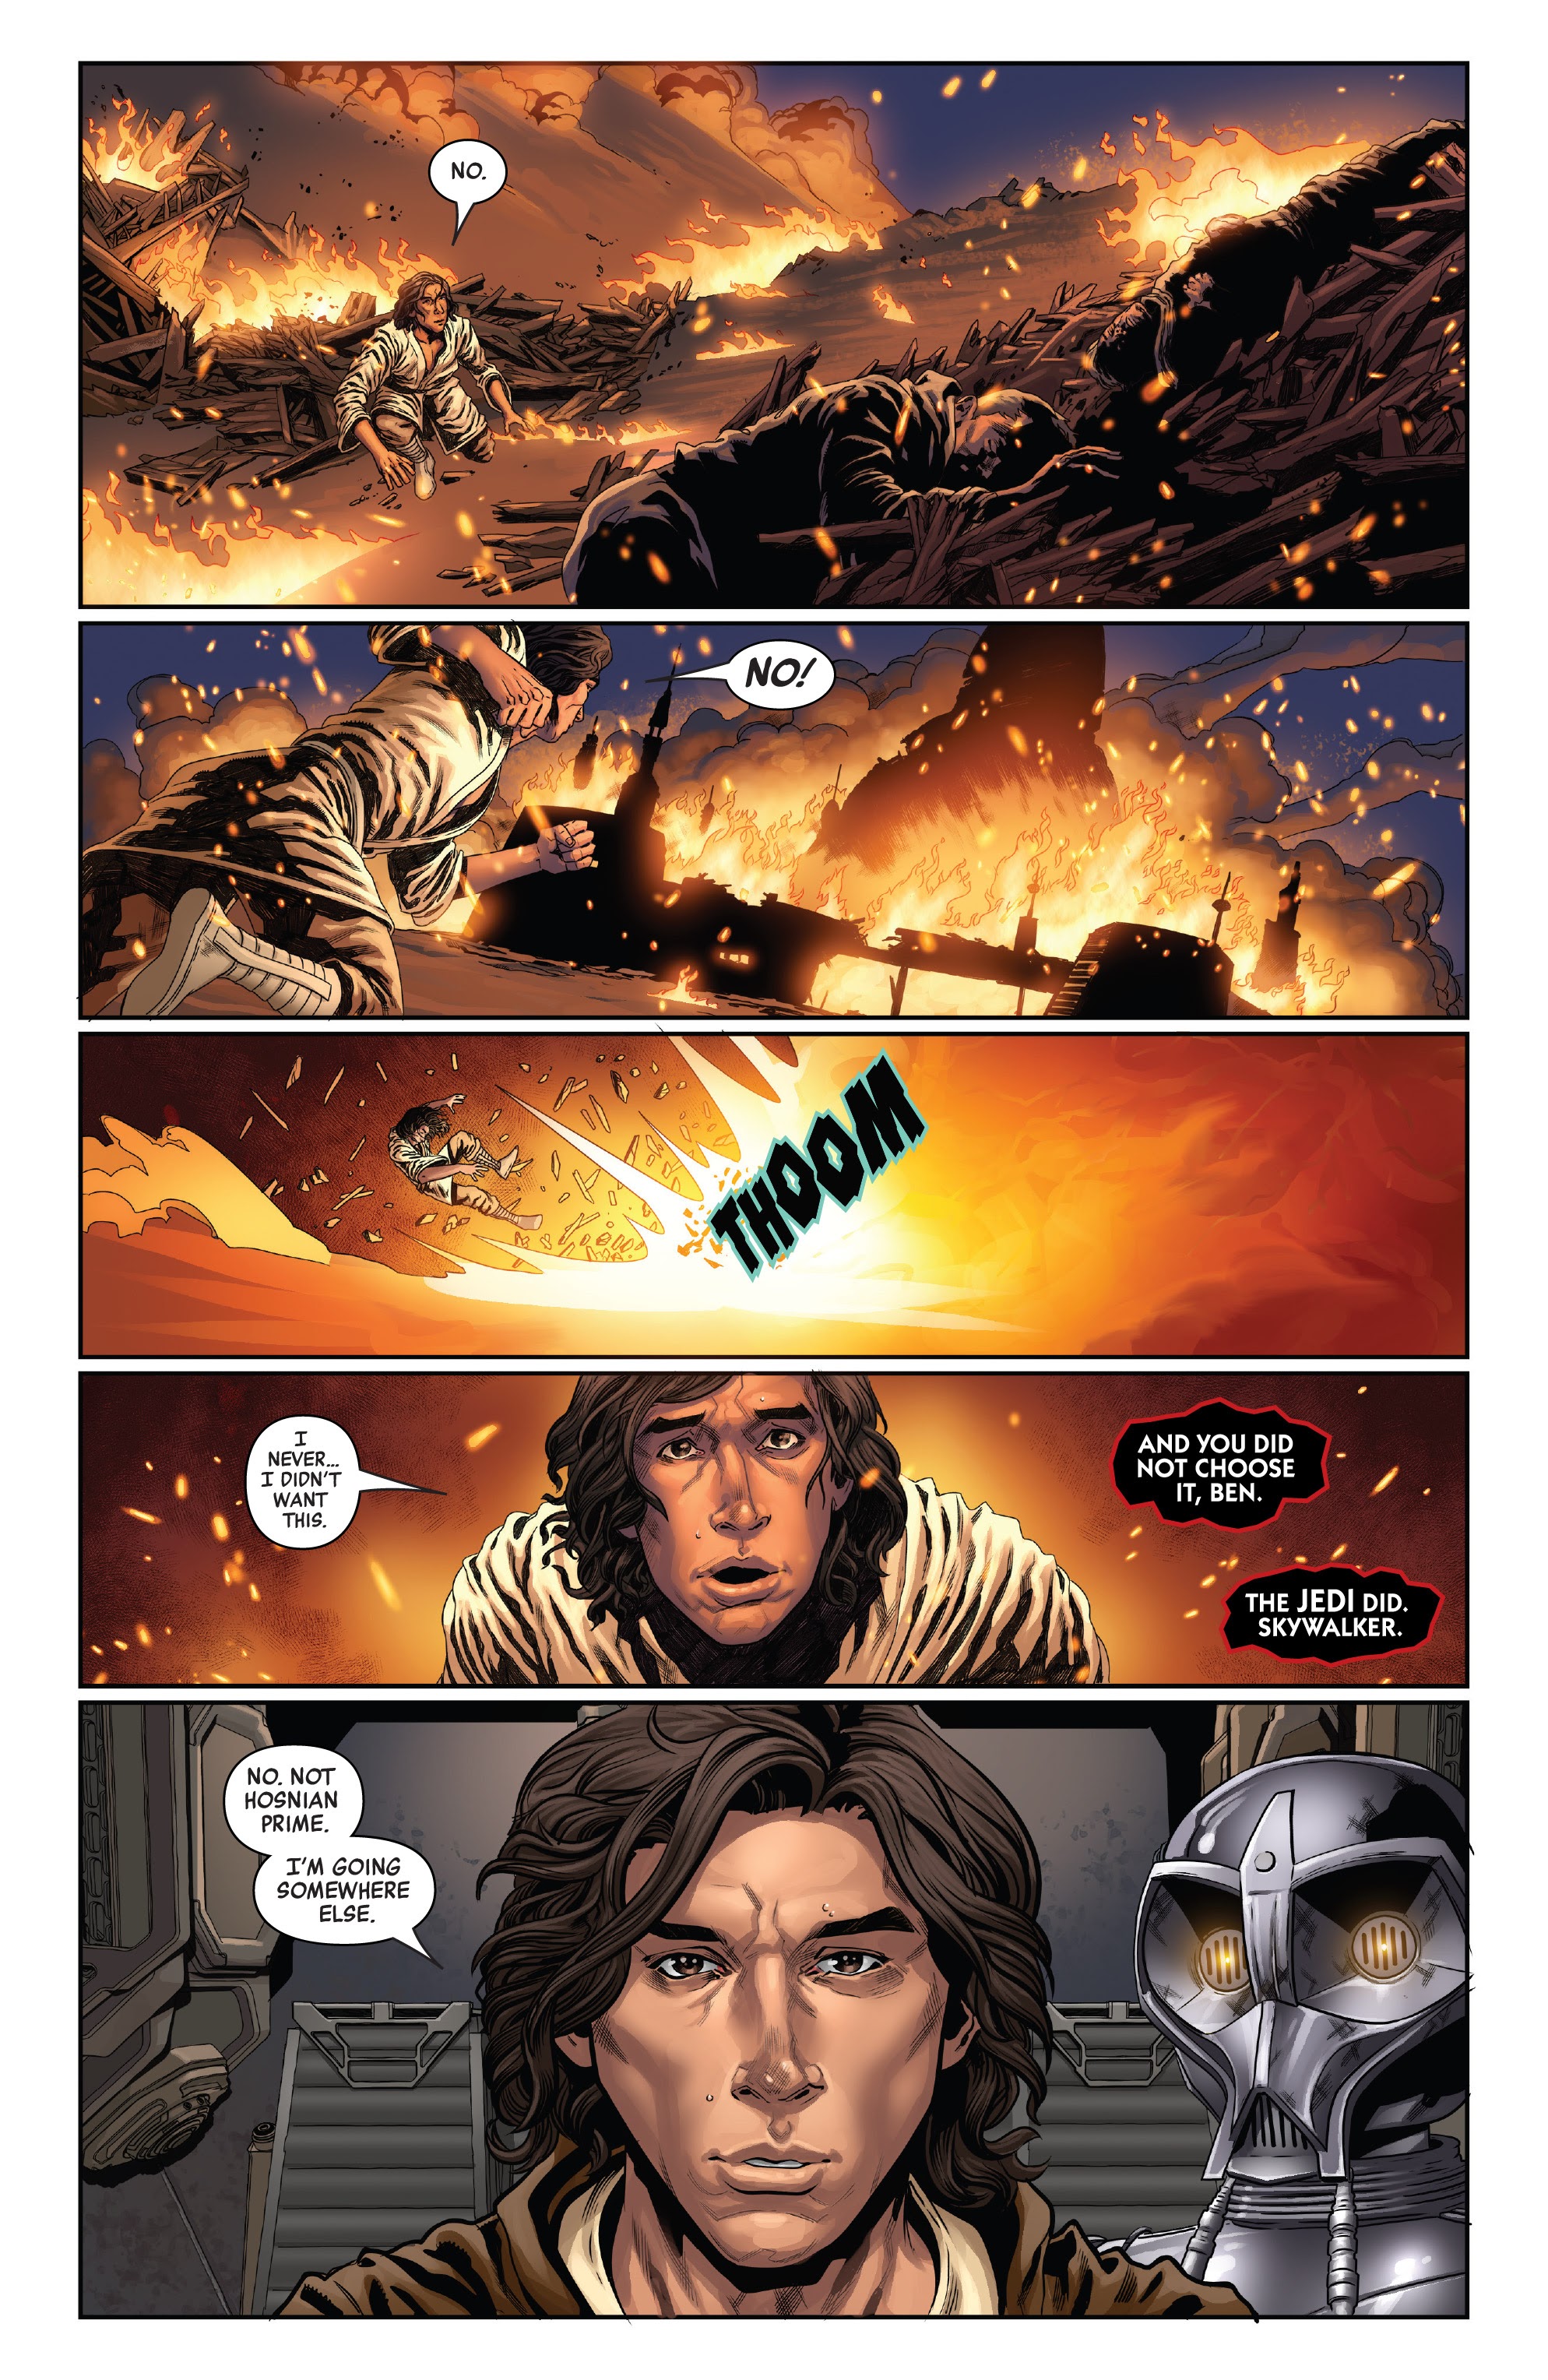 NO.
NO!
THOOM
I
NEVER...
I DIDN'T
WANT
THIS.
AND YOU DID
NOT CHOOSE
IT, BEN.
THE JEDI DID.
SKYWALKER.
NO. NOT
HOSNIAN
PRIME.
I'M GOING
SOMEWHERE
ELSE.